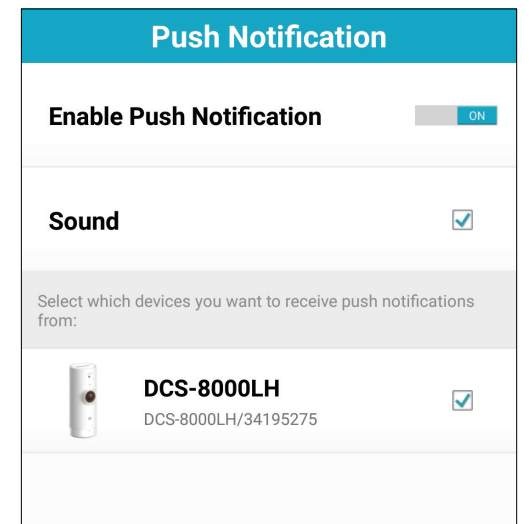 Push Notification
Enable Push Notification
ON
Sound
Select which devices you want to receive push notifications
from:
DCS-8000LH
DCS-8000LH/34195275